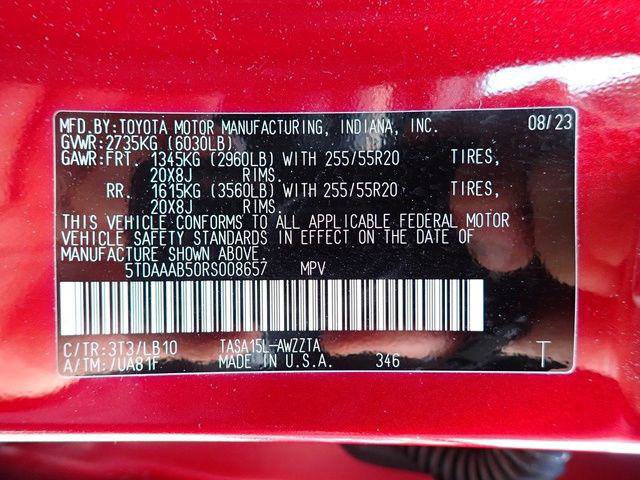 MFD.BY:TOYOTA MOTOR MANUFACTURING, INDIANA, INC. 08/23
GVWR:2735KG (6030LB)
GAWR:FRT. 1345KG (2960LB) WITH 255/55R20 TIRES,
20X8J RIMS.
RR. 1615KG (3560LB) WITH 255/55R20 TIRES,
20X8J RIMS.
THIS VEHICLE CONFORMS TO ALL APPLICABLE FEDERAL MOTOR
VEHICLE SAFETY STANDARDS IN EFFECT ON THE DATE OF
MANUFACTURE SHOWN ABOVE.
5TDAAAB50RS008657 MPV
C/TR:3T3/LB10 TASA15L-AWZZTA
A/TM:/UA81F MADE IN U.S.A. 346 T